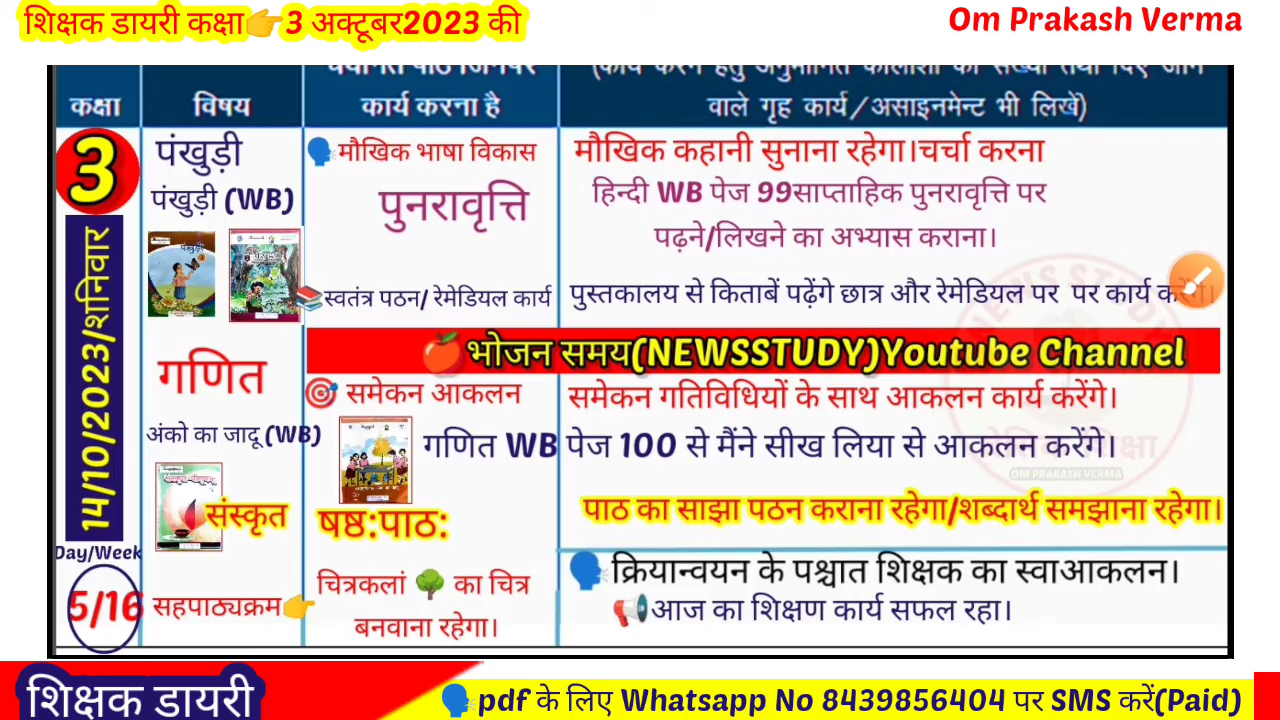 शिक्षक डायरी कक्षा👉3 अक्टूबर2023 की
Om Prakash Verma
कक्षा
विषय
कार्य करना है
वाले गृह कार्य/असाइनमेन्ट भी लिखें)
3
14/10/2023/शनिवार
Day/Week
5/16
पंखुड़ी
पंखुड़ी (WB)
🗣️मौखिक भाषा विकास
पुनरावृत्ति
📚स्वतंत्र पठन/ रेमेडियल कार्य
मौखिक कहानी सुनाना रहेगा।चर्चा करना
हिन्दी WB पेज 99साप्ताहिक पुनरावृत्ति पर
पढ़ने/लिखने का अभ्यास कराना।
पुस्तकालय से किताबें पढ़ेंगे छात्र और रेमेडियल पर पर कार्य करेंगे।
🍎भोजन समय(NEWSSTUDY)Youtube Channel
गणित
अंको का जादू (WB)
🎯 समेकन आकलन
समेकन गतिविधियों के साथ आकलन कार्य करेंगे।
गणित WB पेज 100 से मैंने सीख लिया से आकलन करेंगे।
NEWS STUDY
OM PRAKASH VERMA
संस्कृत
षष्ठ:पाठ:
पाठ का साझा पठन कराना रहेगा/शब्दार्थ समझाना रहेगा।
सहपाठ्यक्रम👉
चित्रकलां 🌳 का चित्र
बनवाना रहेगा।
🗣️क्रियान्वयन के पश्चात शिक्षक का स्वाआकलन।
📢आज का शिक्षण कार्य सफल रहा।
शिक्षक डायरी
🗣️pdf के लिए Whatsapp No 8439856404 पर SMS करें(Paid)